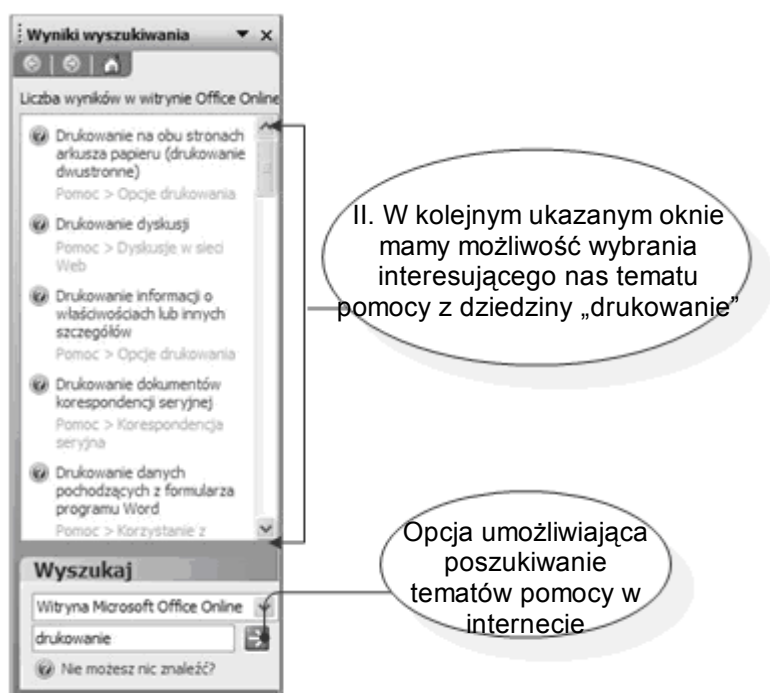 Wyniki wyszukiwania
Liczba wyników w witrynie Office Online
Drukowanie na obu stronach
arkusza papieru (drukowanie
dwustronne)
Pomoc > Opcje drukowania
Drukowanie dyskusji
Pomoc > Dyskusje w sieci
Web
Drukowanie informacji o
właściwościach lub innych
szczegółów
Pomoc > Opcje drukowania
Drukowanie dokumentów
korespondencji seryjnej
Pomoc > Korespondencja
seryjna
Drukowanie danych
pochodzących z formularza
programu Word
Pomoc > Korzystanie z
Wyszukaj
Witryna Microsoft Office Online
drukowanie
Nie możesz nic znaleźć?
II. W kolejnym ukazanym oknie
mamy możliwość wybrania
interesującego nas tematu
pomocy z dziedziny „drukowanie”
Opcja umożliwiająca
poszukiwanie
tematów pomocy w
internecie